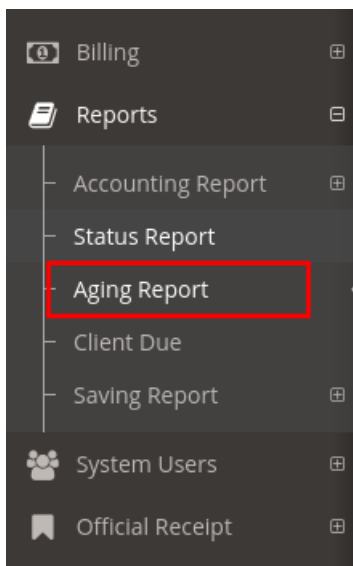 Billing
Reports
Accounting Report
Status Report
Aging Report
Client Due
Saving Report
System Users
Official Receipt